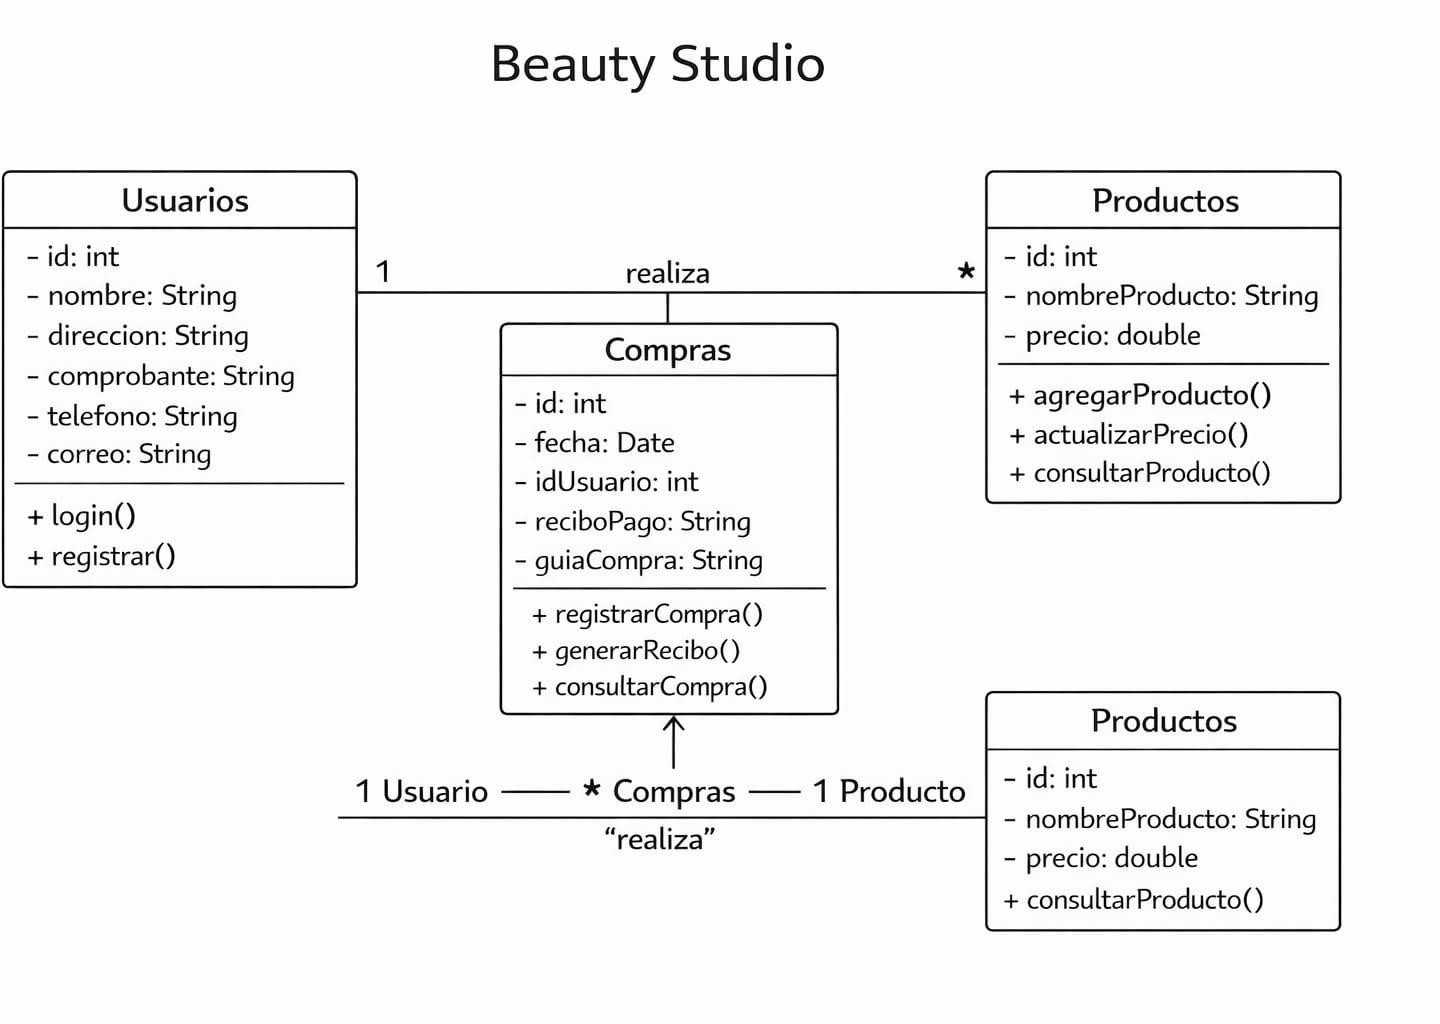 Beauty Studio
Usuarios
- id: int
- nombre: String
- direccion: String
- comprobante: String
- telefono: String
- correo: String
+ login()
+ registrar()
1
realiza
*
Compras
- id: int
- fecha: Date
- idUsuario: int
- reciboPago: String
- guiaCompra: String
+ registrarCompra()
+ generarRecibo()
+ consultarCompra()
Productos
- id: int
- nombreProducto: String
- precio: double
+ agregarProducto()
+ actualizarPrecio()
+ consultarProducto()
1 Usuario — * Compras — 1 Producto
“realiza”
Productos
- id: int
- nombreProducto: String
- precio: double
+ consultarProducto()